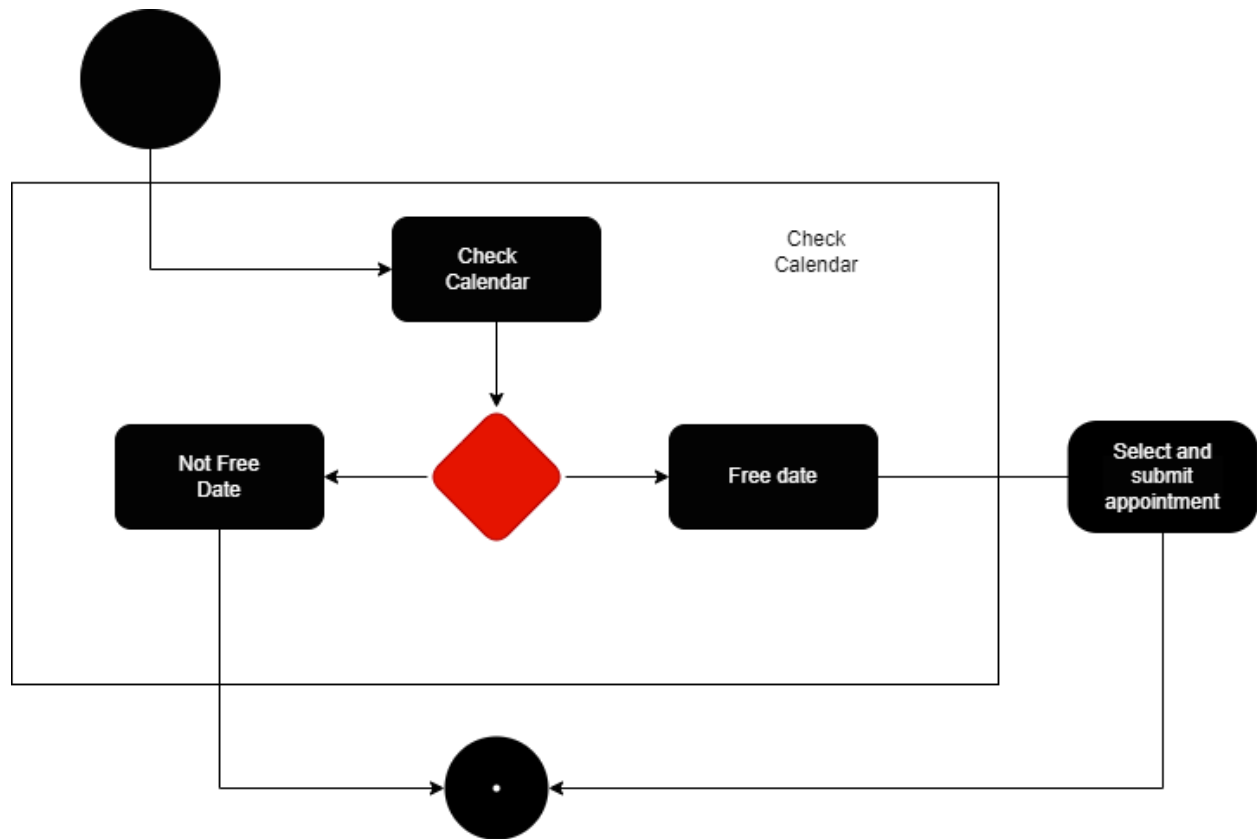 Check
Calendar
Check
Calendar
Not Free
Date
Free date
Select and
submit
appointment